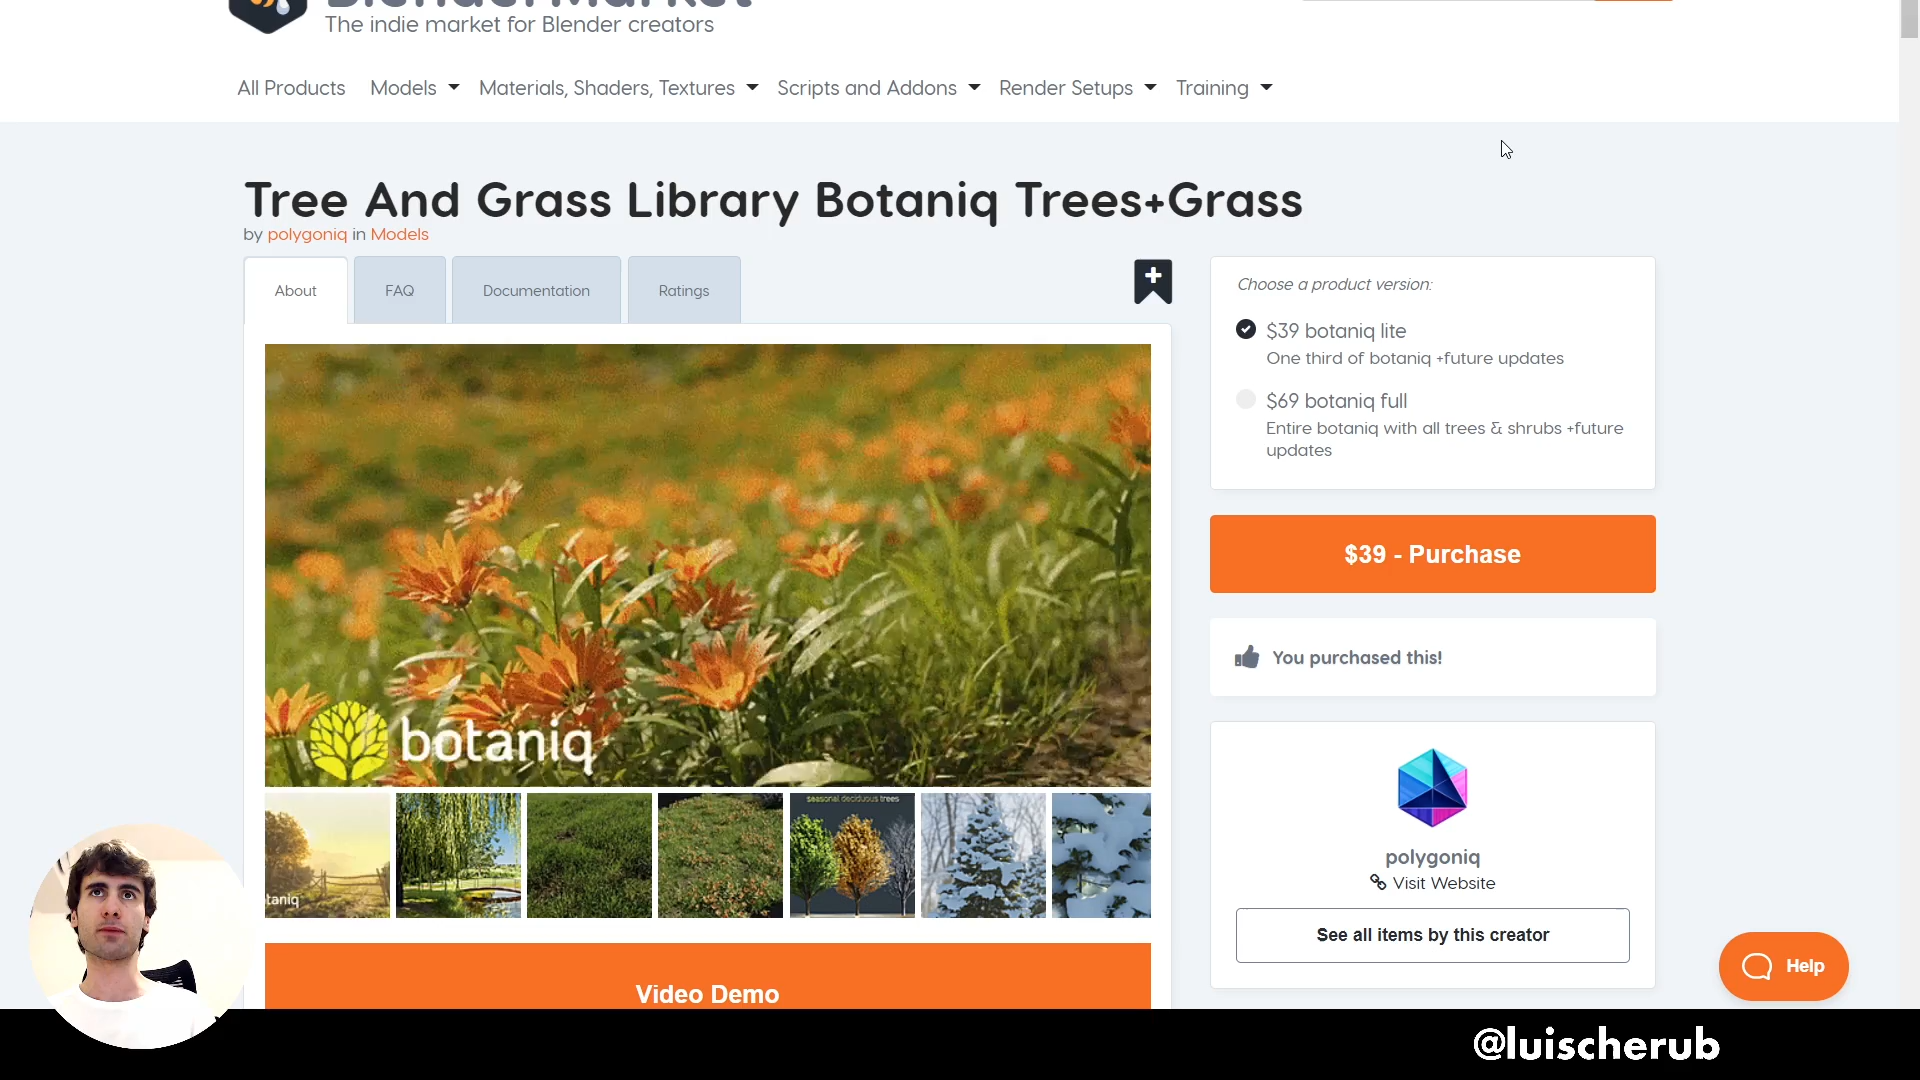 BlenderMarket
The indie market for Blender creators
All Products Models Materials, Shaders, Textures Scripts and Addons Render Setups Training
Tree And Grass Library Botaniq Trees+Grass
by polygoniq in Models
About FAQ Documentation Ratings
Choose a product version:
$39 botaniq lite
One third of botaniq +future updates
$69 botaniq full
Entire botaniq with all trees & shrubs +future
updates
$39 - Purchase
You purchased this!
botaniq
seasonal deciduous trees
taniq
polygoniq
Visit Website
See all items by this creator
Help
Video Demo
@luischerub